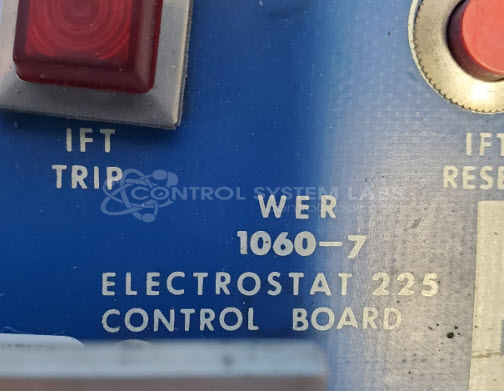 IFT
TRIP
IFT
RESE
CONTROL SYSTEM LABS
WER
1060-7
ELECTROSTAT 225
CONTROL BOARD